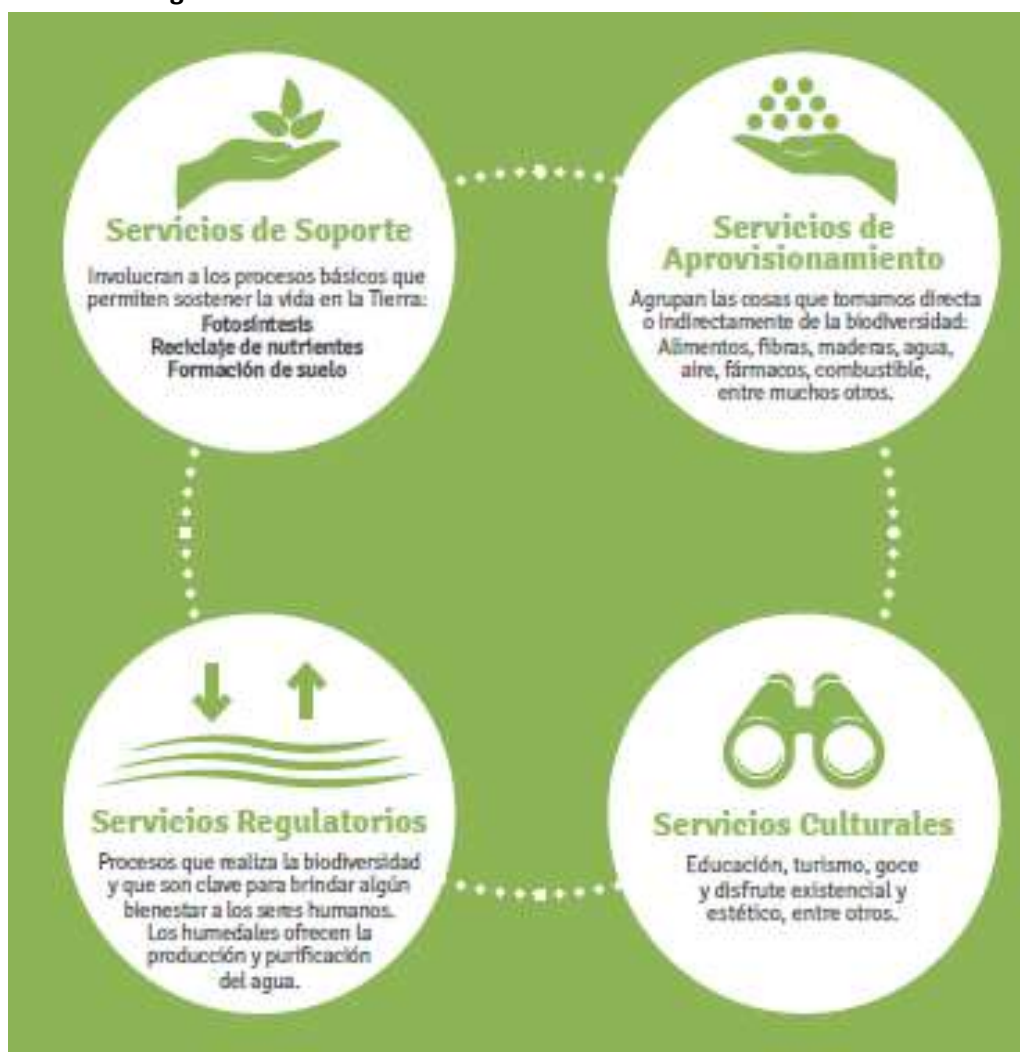 Servicios de Soporte
Involucran a los procesos básicos que
permiten sostener la vida en la Tierra:
Fotosíntesis
Reciclaje de nutrientes
Formación de suelo
Servicios de
Aprovisionamiento
Agrupan las cosas que tomamos directa
o indirectamente de la biodiversidad:
Alimentos, fibras, maderas, agua,
aire, fármacos, combustible,
entre muchos otros.
Servicios Regulatorios
Procesos que realiza la biodiversidad
y que son clave para brindar algún
bienestar a los seres humanos.
Los humedales ofrecen la
producción y purificación
del agua.
Servicios Culturales
Educación, turismo, goce
y disfrute existencial y
estético, entre otros.